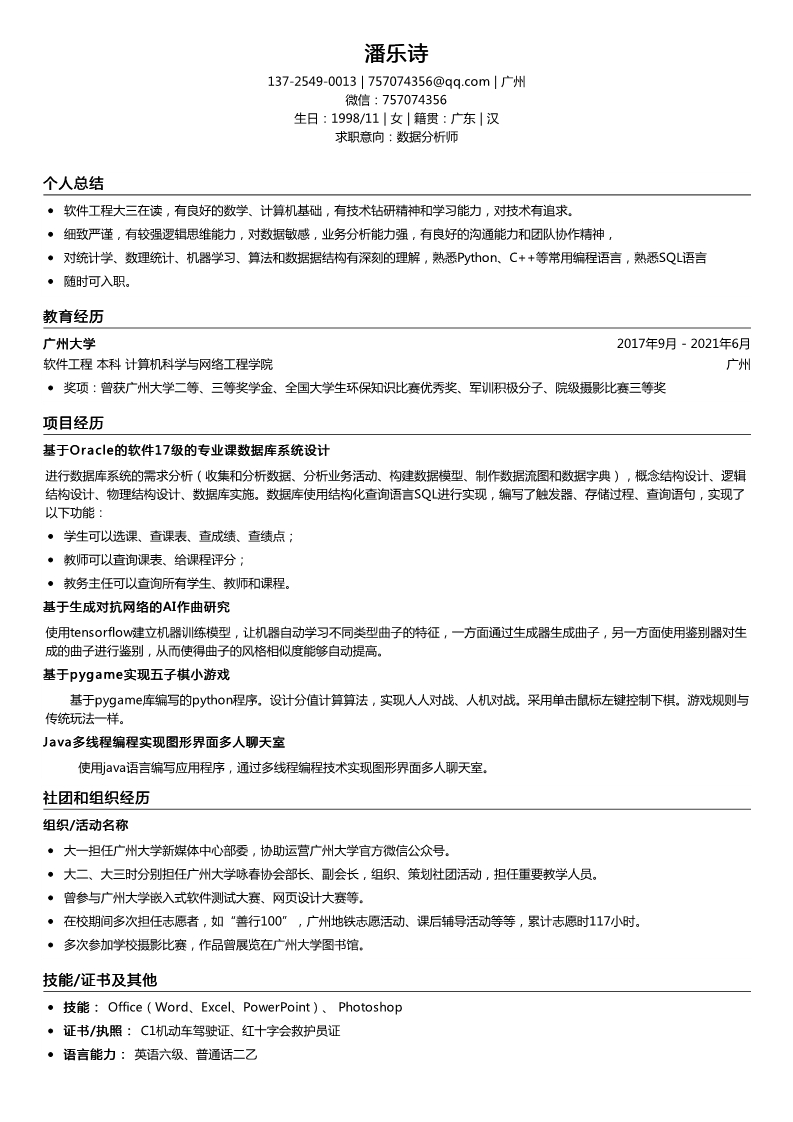 潘乐诗
137-2549-0013 | 757074356@qq.com | 广州
微信：757074356
生日：1998/11 | 女 | 籍贯：广东 | 汉
求职意向：数据分析师
个人总结
• 软件工程大三在读，有良好的数学、计算机基础，有技术钻研精神和学习能力，对技术有追求。
• 细致严谨，有较强逻辑思维能力，对数据敏感，业务分析能力强，有良好的沟通能力和团队协作精神，
• 对统计学、数理统计、机器学习、算法和数据据结构有深刻的理解，熟悉Python、C++等常用编程语言，熟悉SQL语言
• 随时可入职。
教育经历
广州大学 2017年9月 - 2021年6月
软件工程 本科 计算机科学与网络工程学院 广州
• 奖项：曾获广州大学二等、三等奖学金、全国大学生环保知识比赛优秀奖、军训积极分子、院级摄影比赛三等奖
项目经历
基于Oracle的软件17级的专业课数据库系统设计
进行数据库系统的需求分析（收集和分析数据、分析业务活动、构建数据模型、制作数据流图和数据字典），概念结构设计、逻辑
结构设计、物理结构设计、数据库实施。数据库使用结构化查询语言SQL进行实现，编写了触发器、存储过程、查询语句，实现了
以下功能：
• 学生可以选课、查课表、查成绩、查绩点；
• 教师可以查询课表、给课程评分；
• 教务主任可以查询所有学生、教师和课程。
基于生成对抗网络的AI作曲研究
使用tensorflow建立机器训练模型，让机器自动学习不同类型曲子的特征，一方面通过生成器生成曲子，另一方面使用鉴别器对生
成的曲子进行鉴别，从而使得曲子的风格相似度能够自动提高。
基于pygame实现五子棋小游戏
基于pygame库编写的python程序。设计分值计算算法，实现人人对战、人机对战。采用单击鼠标左键控制下棋。游戏规则与
传统玩法一样。
Java多线程编程实现图形界面多人聊天室
使用java语言编写应用程序，通过多线程编程技术实现图形界面多人聊天室。
社团和组织经历
组织/活动名称
• 大一担任广州大学新媒体中心部委，协助运营广州大学官方微信公众号。
• 大二、大三时分别担任广州大学咏春协会部长、副会长，组织、策划社团活动，担任重要教学人员。
• 曾参与广州大学嵌入式软件测试大赛、网页设计大赛等。
• 在校期间多次担任志愿者，如“善行100”，广州地铁志愿活动、课后辅导活动等等，累计志愿时117小时。
• 多次参加学校摄影比赛，作品曾展览在广州大学图书馆。
技能/证书及其他
• 技能： Office（Word、Excel、PowerPoint）、 Photoshop
• 证书/执照： C1机动车驾驶证、红十字会救护员证
• 语言能力： 英语六级、普通话二乙